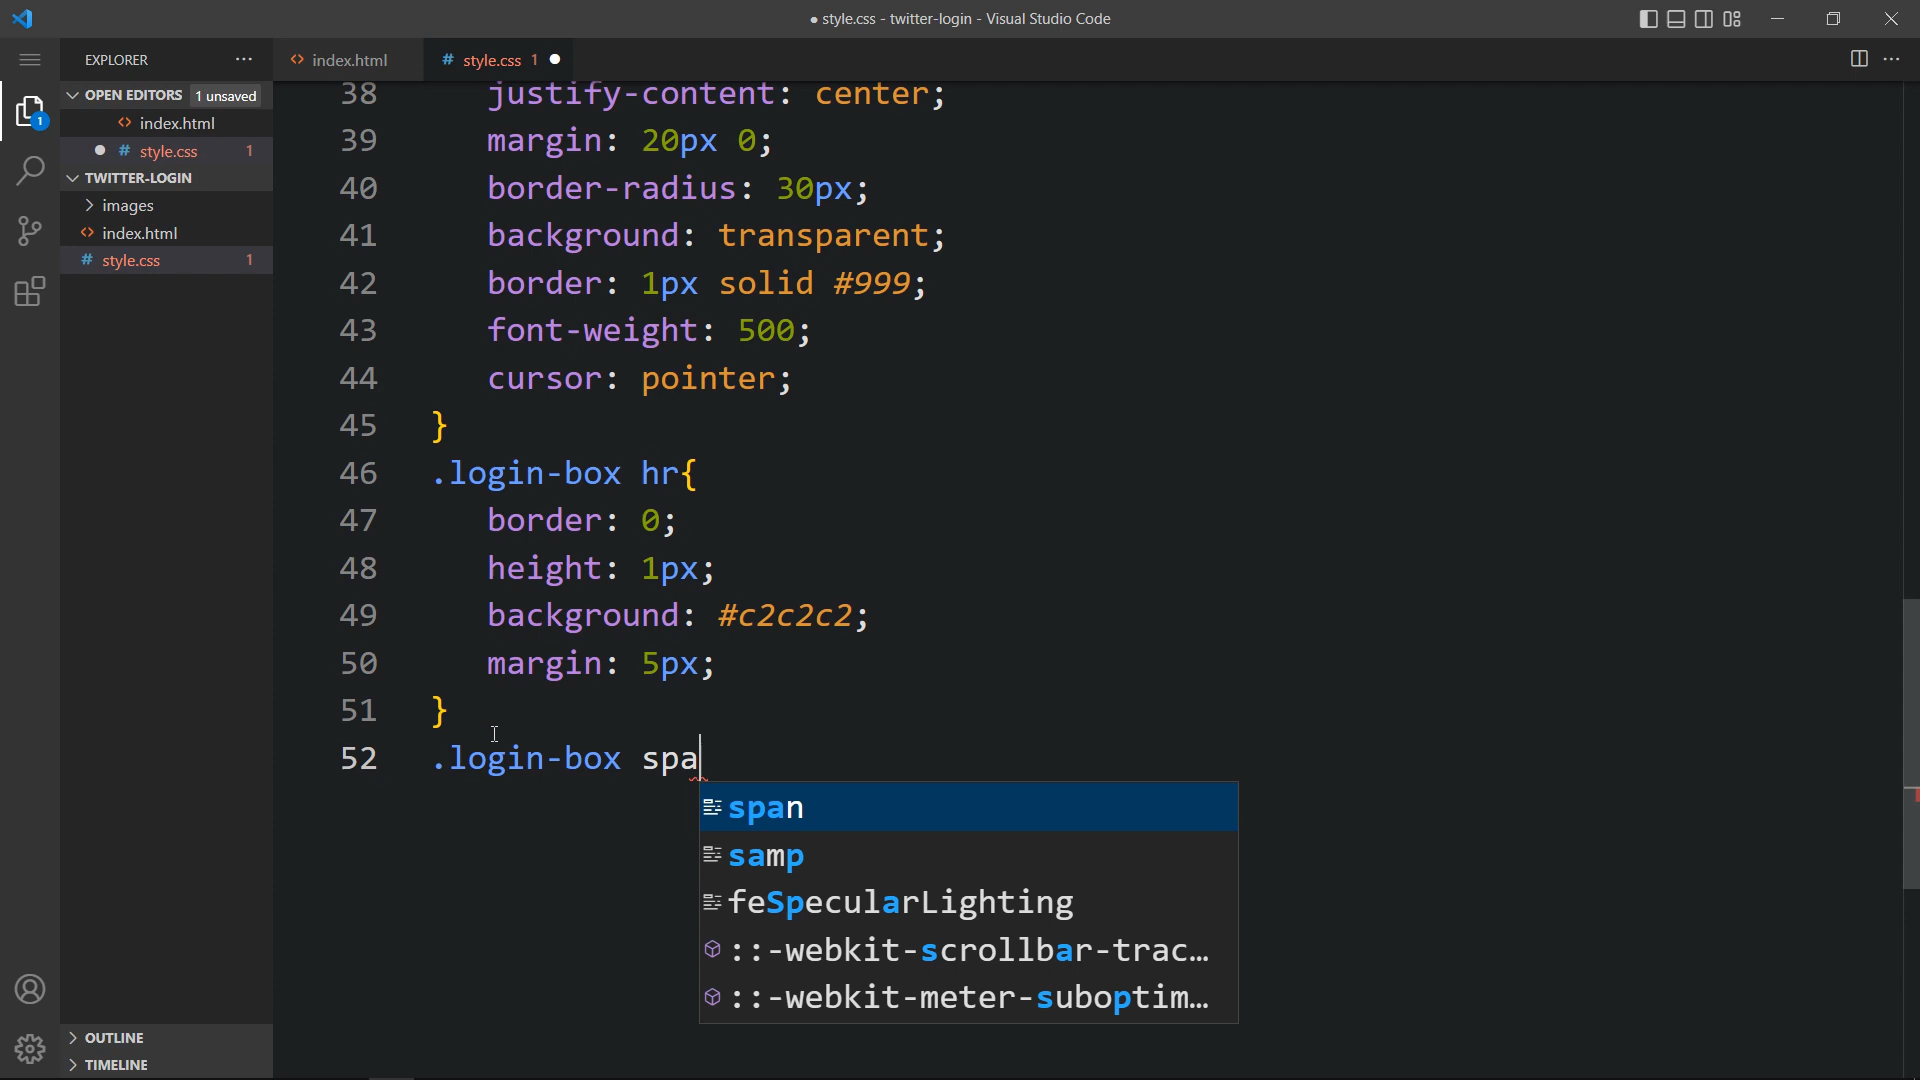 ● style.css - twitter-login - Visual Studio Code
EXPLORER
index.html
# style.css 1
OPEN EDITORS 1 unsaved
index.html
# style.css 1
TWITTER-LOGIN
images
index.html
# style.css 1
1
38 justify-content: center;
39 margin: 20px 0;
40 border-radius: 30px;
41 background: transparent;
42 border: 1px solid #999;
43 font-weight: 500;
44 cursor: pointer;
45 }
46 .login-box hr{
47 border: 0;
48 height: 1px;
49 background: #c2c2c2;
50 margin: 5px;
51 }
52 .login-box spa
span
samp
feSpecularLighting
::-webkit-scrollbar-trac…
::-webkit-meter-suboptim…
OUTLINE
TIMELINE